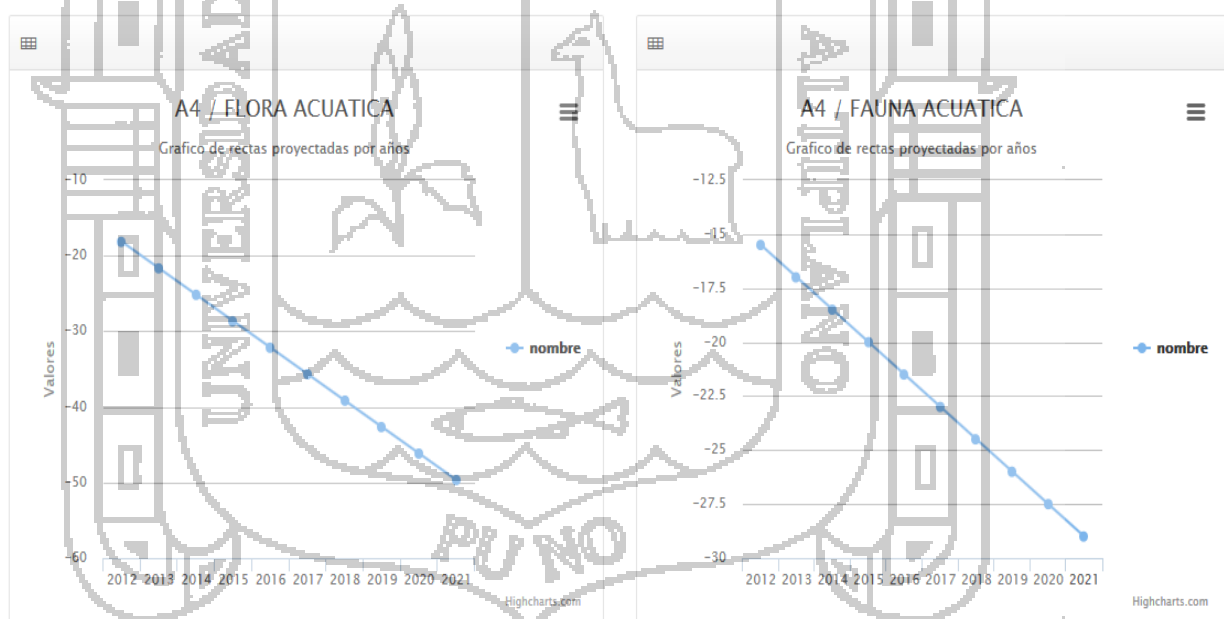 A4 / FLORA ACUATICA
Grafico de rectas proyectadas por años
Valores
-10
-20
-30
-40
-50
-60
2012 2013 2014 2015 2016 2017 2018 2019 2020 2021
nombre
Highcharts.com
A4 / FAUNA ACUATICA
Grafico de rectas proyectadas por años
Valores
-12.5
-15
-17.5
-20
-22.5
-25
-27.5
-30
2012 2013 2014 2015 2016 2017 2018 2019 2020 2021
nombre
Highcharts.com
UNIVERSIDAD
ALTIPLANO
PUNO